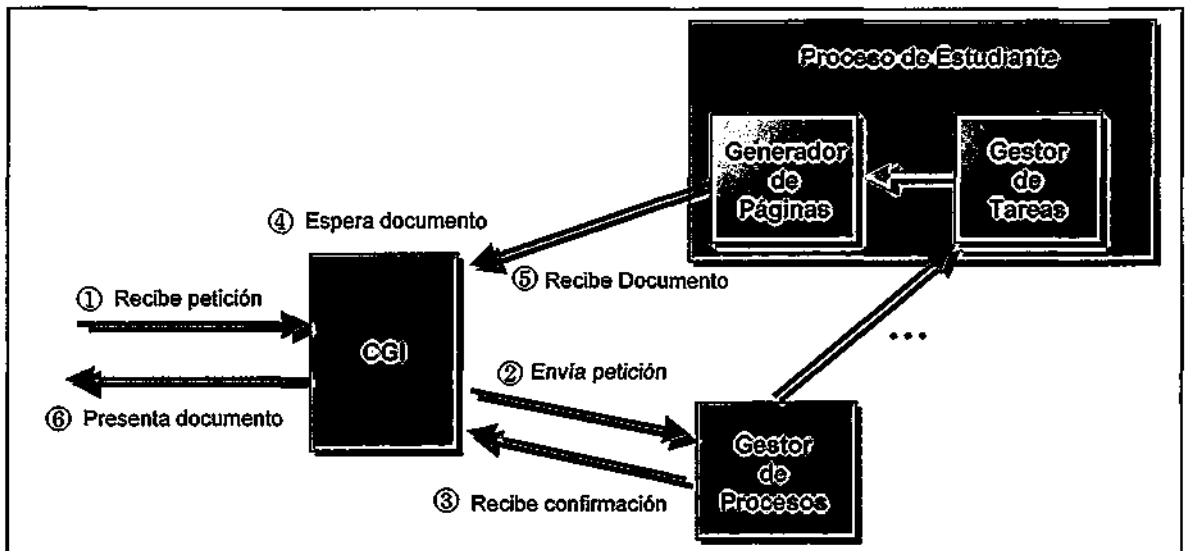 Proceso de Estudiante
Generador
de
Páginas
Gestor
de
Tareas
④ Espera documento
⑤ Recibe Documento
① Recibe petición
CGI
...
② Envía petición
⑥ Presenta documento
Gestor
de
Procesos
③ Recibe confirmación